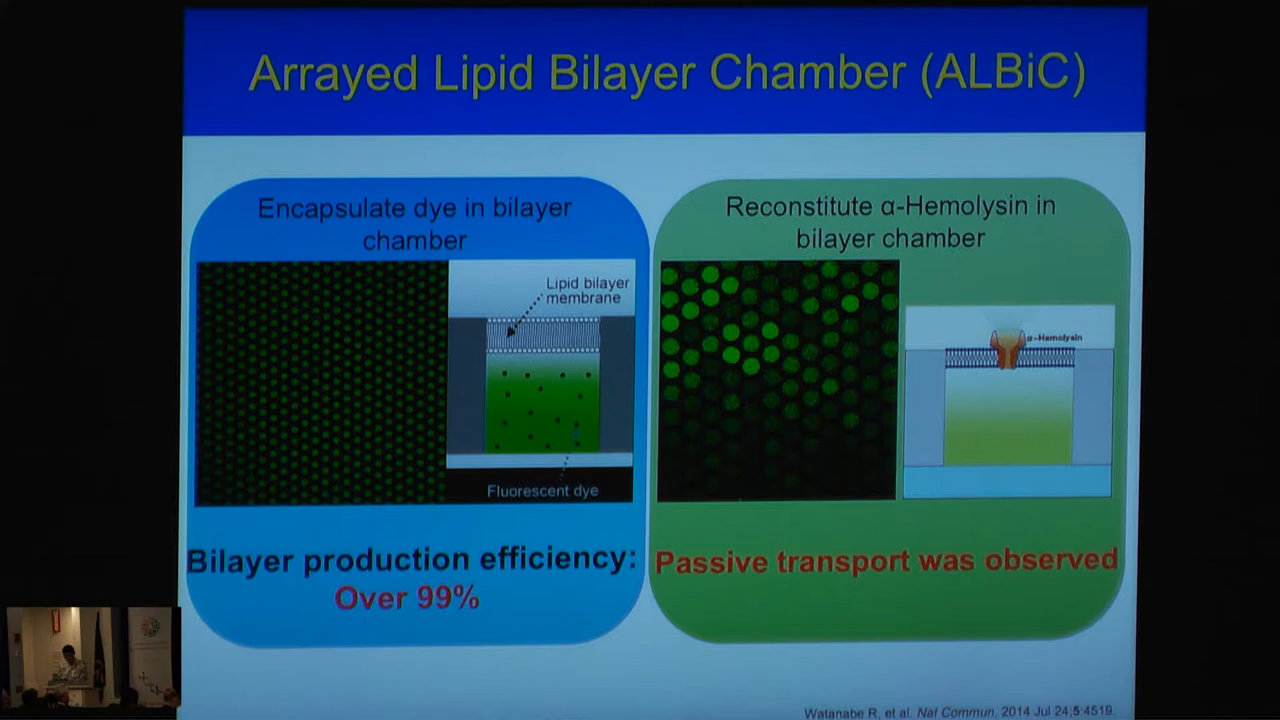 Arrayed Lipid Bilayer Chamber (ALBiC)
Encapsulate dye in bilayer
chamber
Lipid bilayer
membrane
Fluorescent dye
Bilayer production efficiency:
Over 99%
Reconstitute α-Hemolysin in
bilayer chamber
α-Hemolysin
Passive transport was observed
Watanabe R, et al. Nat Commun, 2014 Jul 24;5:4519.